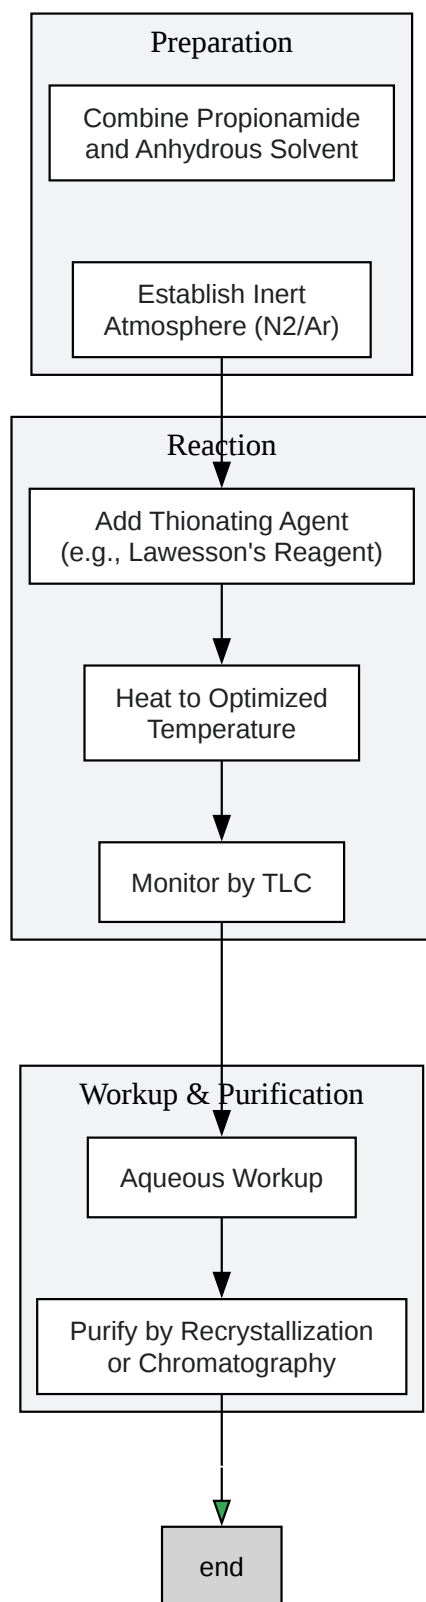 Preparation
Combine Propionamide
and Anhydrous Solvent
Establish Inert
Atmosphere (N2/Ar)
Reaction
Add Thionating Agent
(e.g., Lawesson's Reagent)
Heat to Optimized
Temperature
Monitor by TLC
Workup & Purification
Aqueous Workup
Purify by Recrystallization
or Chromatography
end